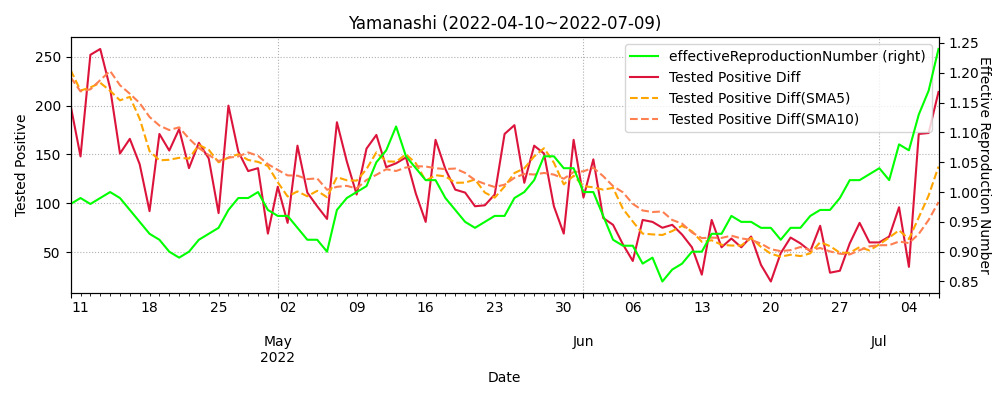 Yamanashi (2022-04-10~2022-07-09)
effectiveReproductionNumber (right)
Tested Positive Diff
Tested Positive Diff(SMA5)
Tested Positive Diff(SMA10)
Tested Positive
250
200
150
100
50
1.25
1.20
1.15
1.10
1.05
1.00
0.95
0.90
0.85
Effective Reproduction Number
11 18 25 02 09 16 23 30 06 13 20 27 04
May Jun Jul
2022
Date